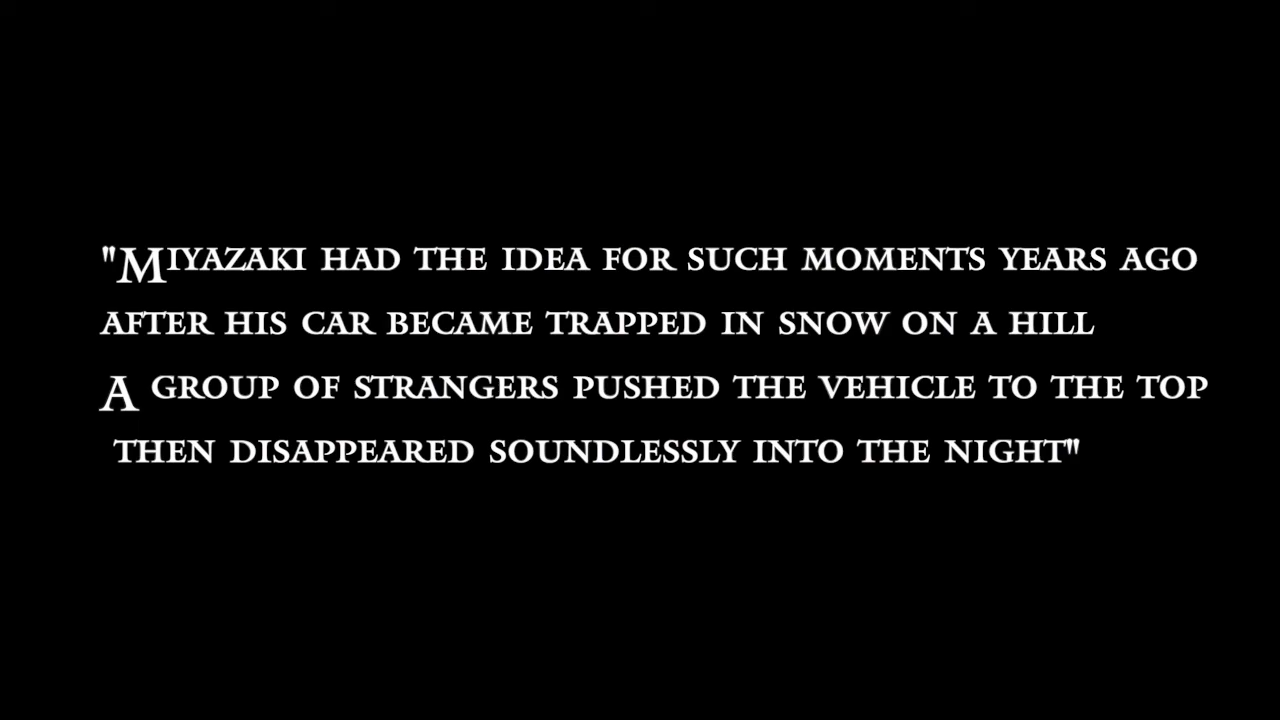 "Miyazaki had the idea for such moments years ago
after his car became trapped in snow on a hill
A group of strangers pushed the vehicle to the top
then disappeared soundlessly into the night"